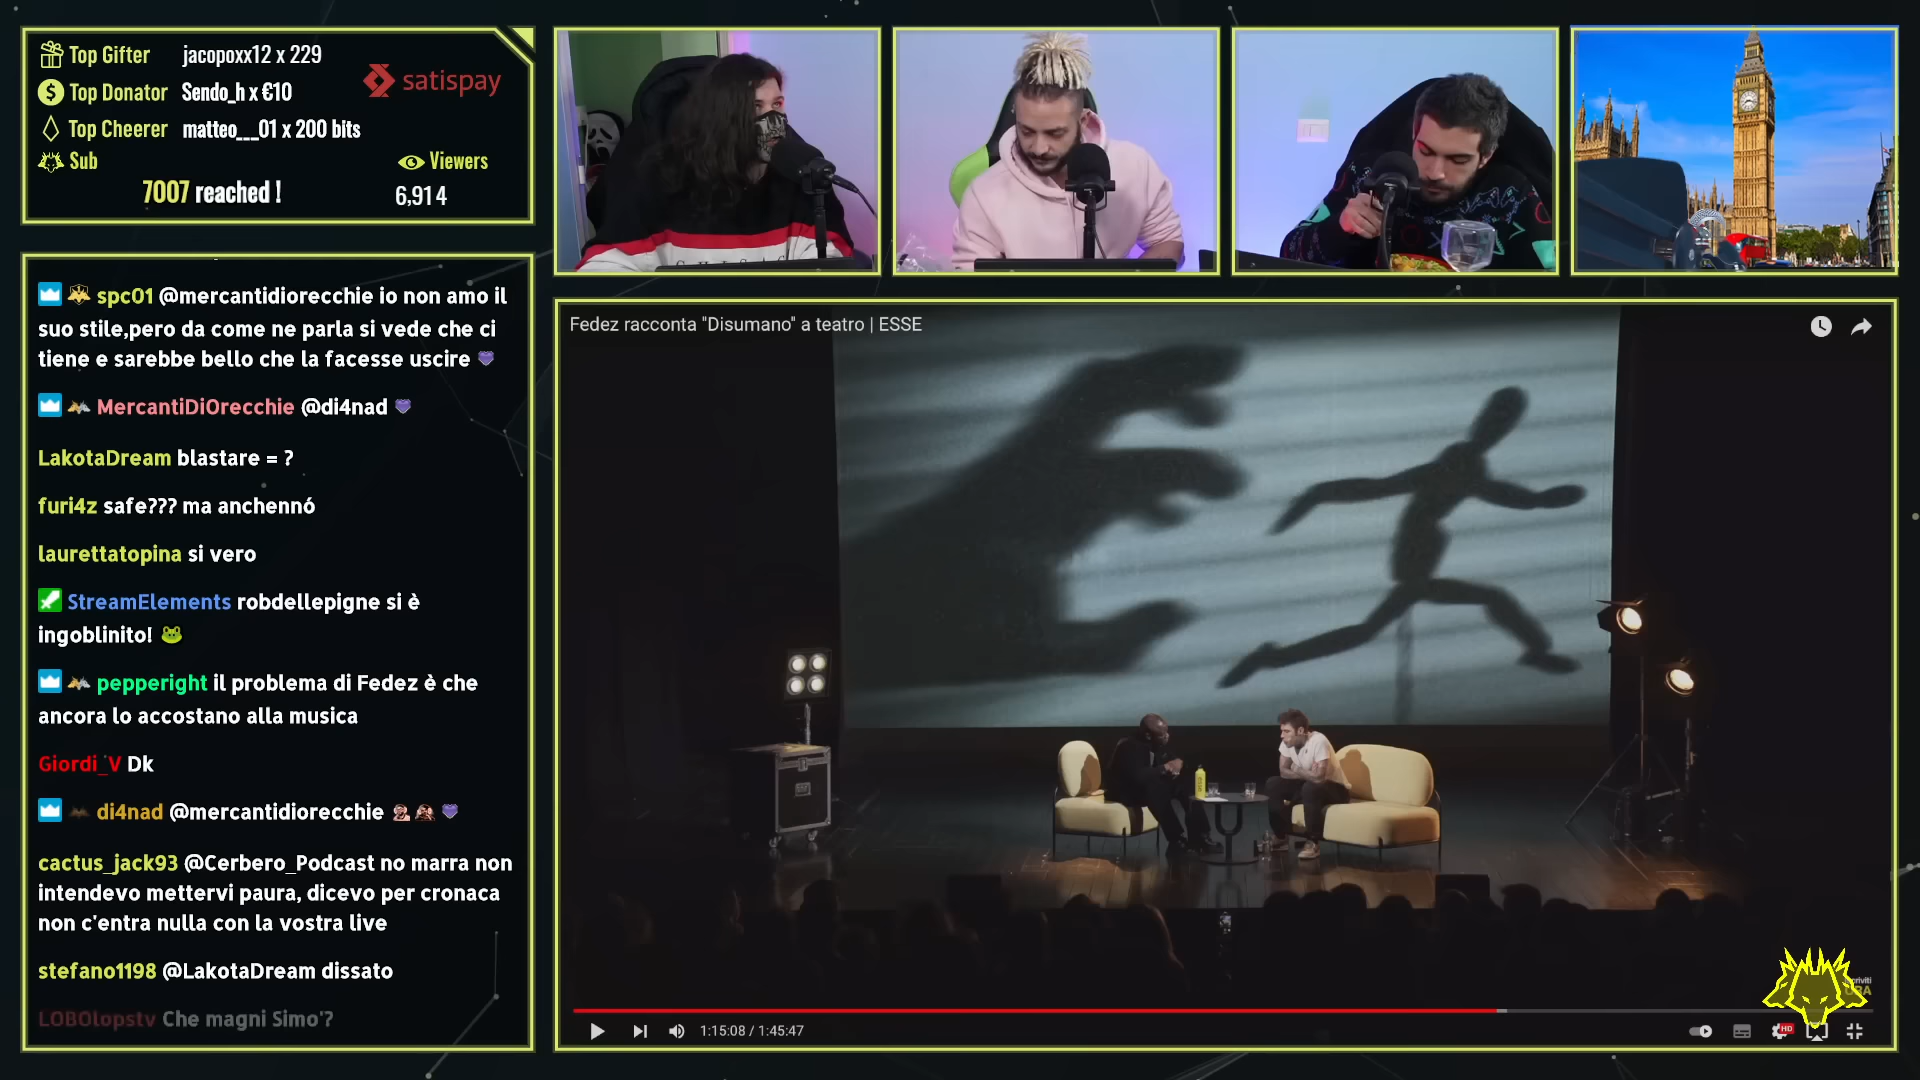 Top Gifter jacopoxx12 x 229
Top Donator Sendo_h x €10
satispay
Top Cheerer matteo___01 x 200 bits
Sub
Viewers
7007 reached !
6,914
spc01 @mercantidiorecchie io non amo il
suo stile,pero da come ne parla si vede che ci
tiene e sarebbe bello che la facesse uscire
MercantiDiOrecchie @di4nad
LakotaDream blastare = ?
furi4z safe??? ma anchennó
laurettatopina si vero
StreamElements robdellepigne si è
ingoblinito!
pepperight il problema di Fedez è che
ancora lo accostano alla musica
Giordi_V Dk
di4nad @mercantidiorecchie
cactus_jack93 @Cerbero_Podcast no marra non
intendevo mettervi paura, dicevo per cronaca
non c'entra nulla con la vostra live
stefano1198 @LakotaDream dissato
LOBOlopstv Che magni Simo'?
Fedez racconta "Disumano" a teatro | ESSE
1:15:08 / 1:45:47
HD